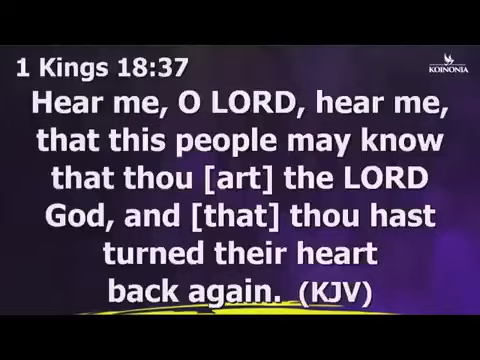 1 Kings 18:37
KOINONIA
Hear me, O LORD, hear me,
that this people may know
that thou [art] the LORD
God, and [that] thou hast
turned their heart
back again. (KJV)